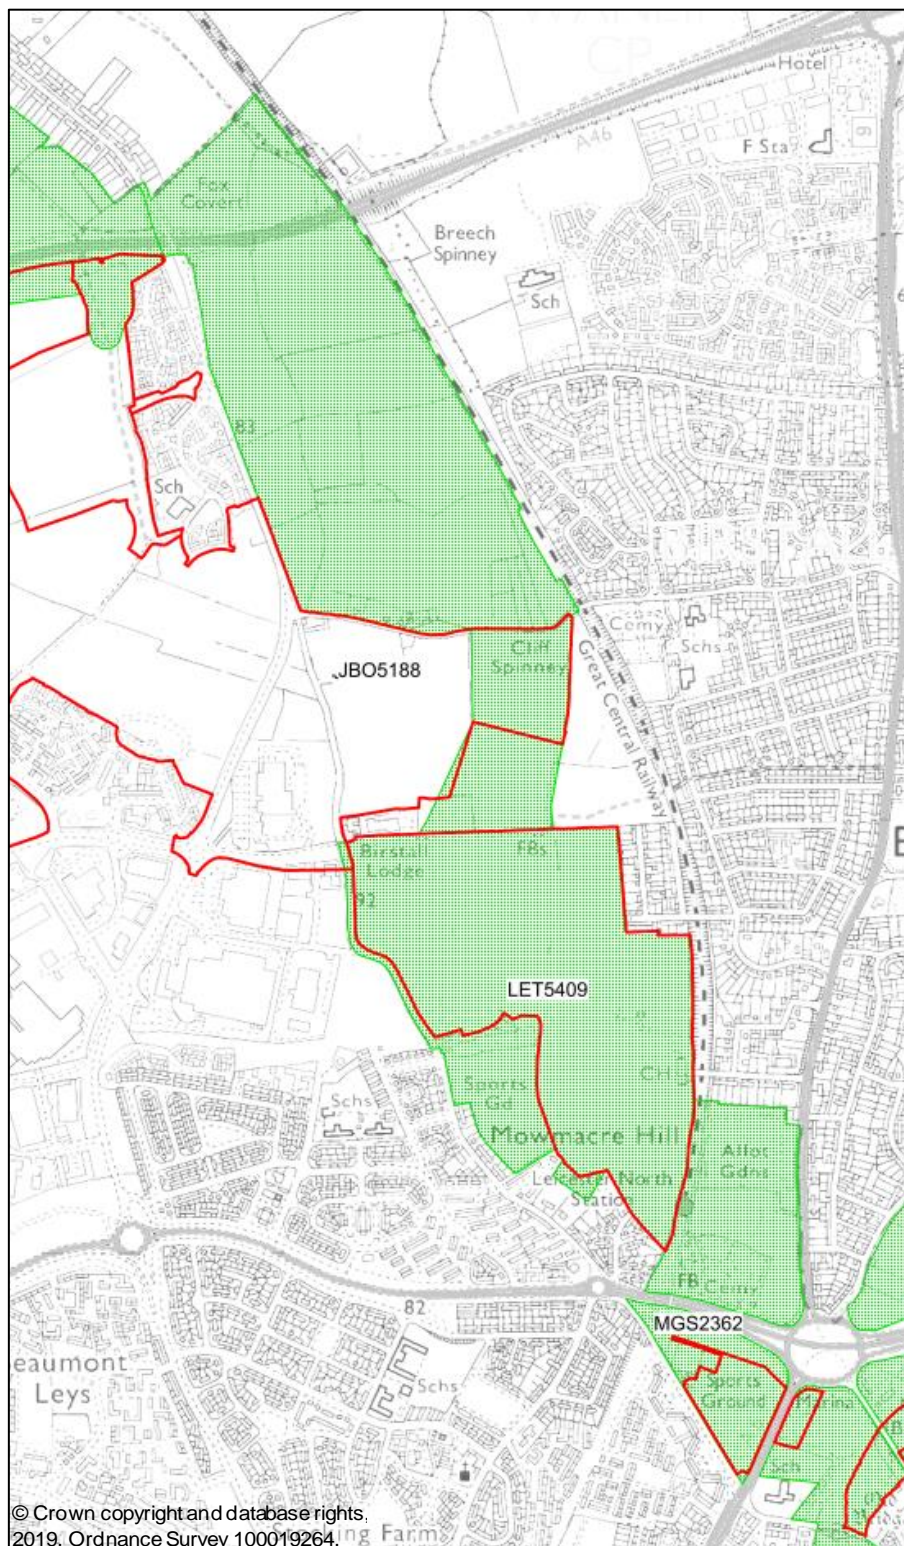 CP
Hotel
A46
F Sta
Fox
Covert
Breech
Spinney
Sch
83
Sch
Cemy
Schs
Cliff
Spinney
JBO5188
Great Central Railway
Birstall
Lodge
FBs
92
LET5409
CH
Sports
Gd
Schs
Mowmacre Hill
Allot
Gdns
Leicester North
Station
FB
Cemy
82
MGS2362
eaumont
Leys
Schs
Sports
Ground
Marina
Sch
© Crown copyright and database rights,
2019. Ordnance Survey 100019264.
Farm